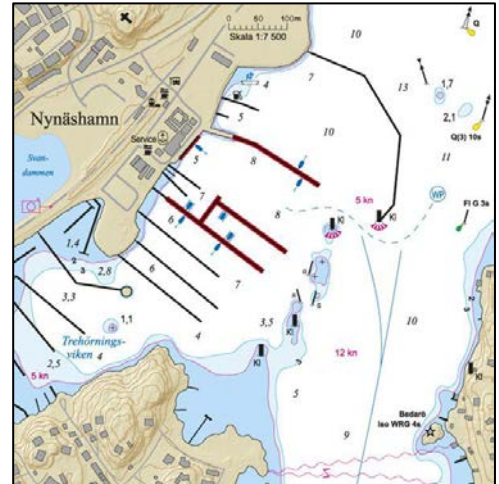 0 50 100m
Skala 1:7 500
Q
10
4
7
13
1,7
2,1
5
Nynäshamn
Service
10
Q(3) 10s
5
8
11
Svan-
dammen
7
5 kn
WP
6
8
Kl
Kl
Fl G 3s
1,4
2
3
2,8
6
7
3,3
10
1,1
4
3,5
Kl
Trehörnings-
viken
2,5
4
Kl
12 kn
5 kn
Kl
5
Bedarö
Iso WRG 4s
9